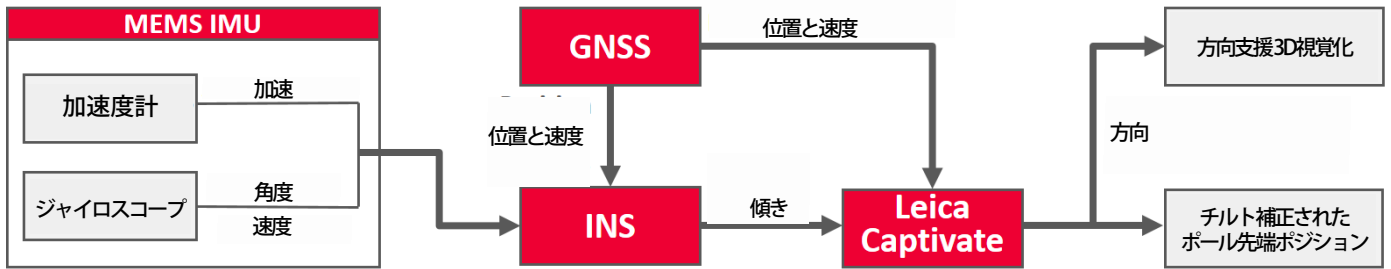 MEMS IMU
加速度計
加速
ジャイロスコープ
角度
速度
GNSS
位置と速度
位置と速度
INS
傾き
Leica
Captivate
方向支援3D視覚化
方向
チルト補正された
ポール先端ポジション